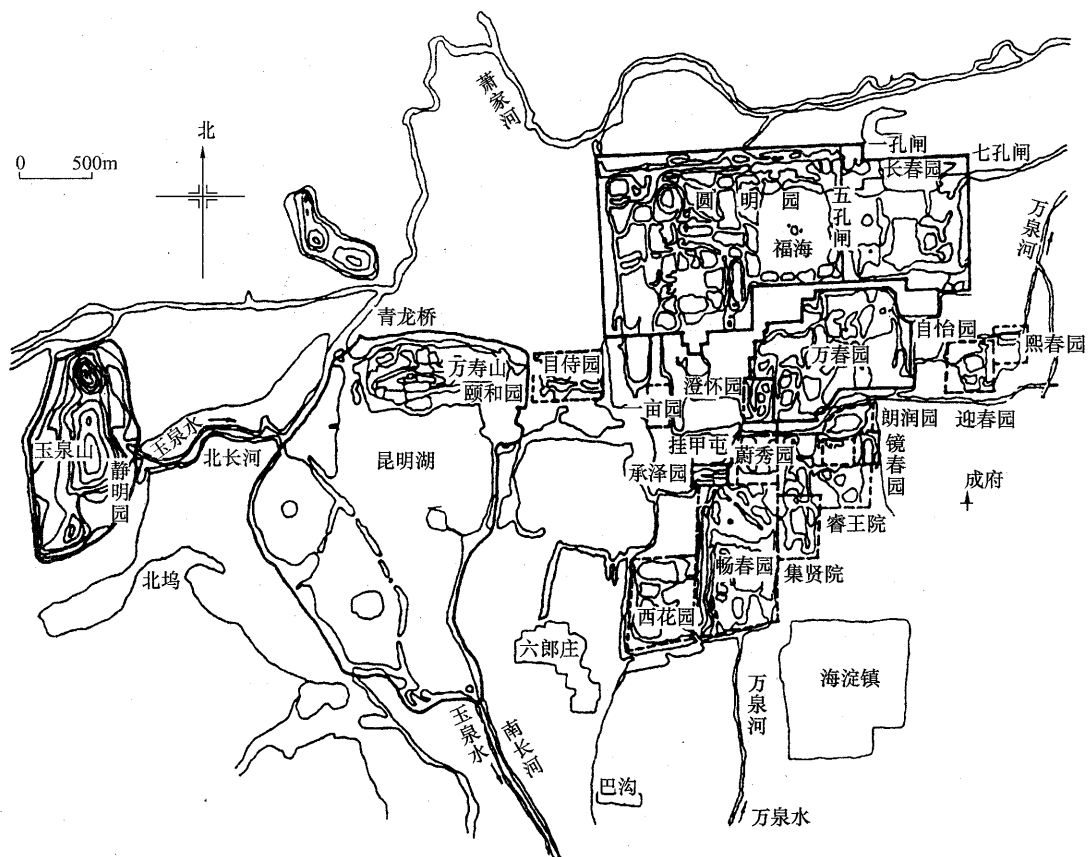 萧家河
北
0 500m
一孔闸
七孔闸
长春园
圆明园
五孔闸
福海
万泉河
青龙桥
自怡园
熙春园
万寿山
颐和园
目侍园
万春园
澄怀园
一亩园
朗润园
迎春园
玉泉山
静明园
玉泉水
北长河
昆明湖
挂甲屯
蔚秀园
承泽园
镜春园
成府
睿王院
集贤院
畅春园
北坞
西花园
六郎庄
海淀镇
万泉河
玉泉水
南长河
巴沟
万泉水